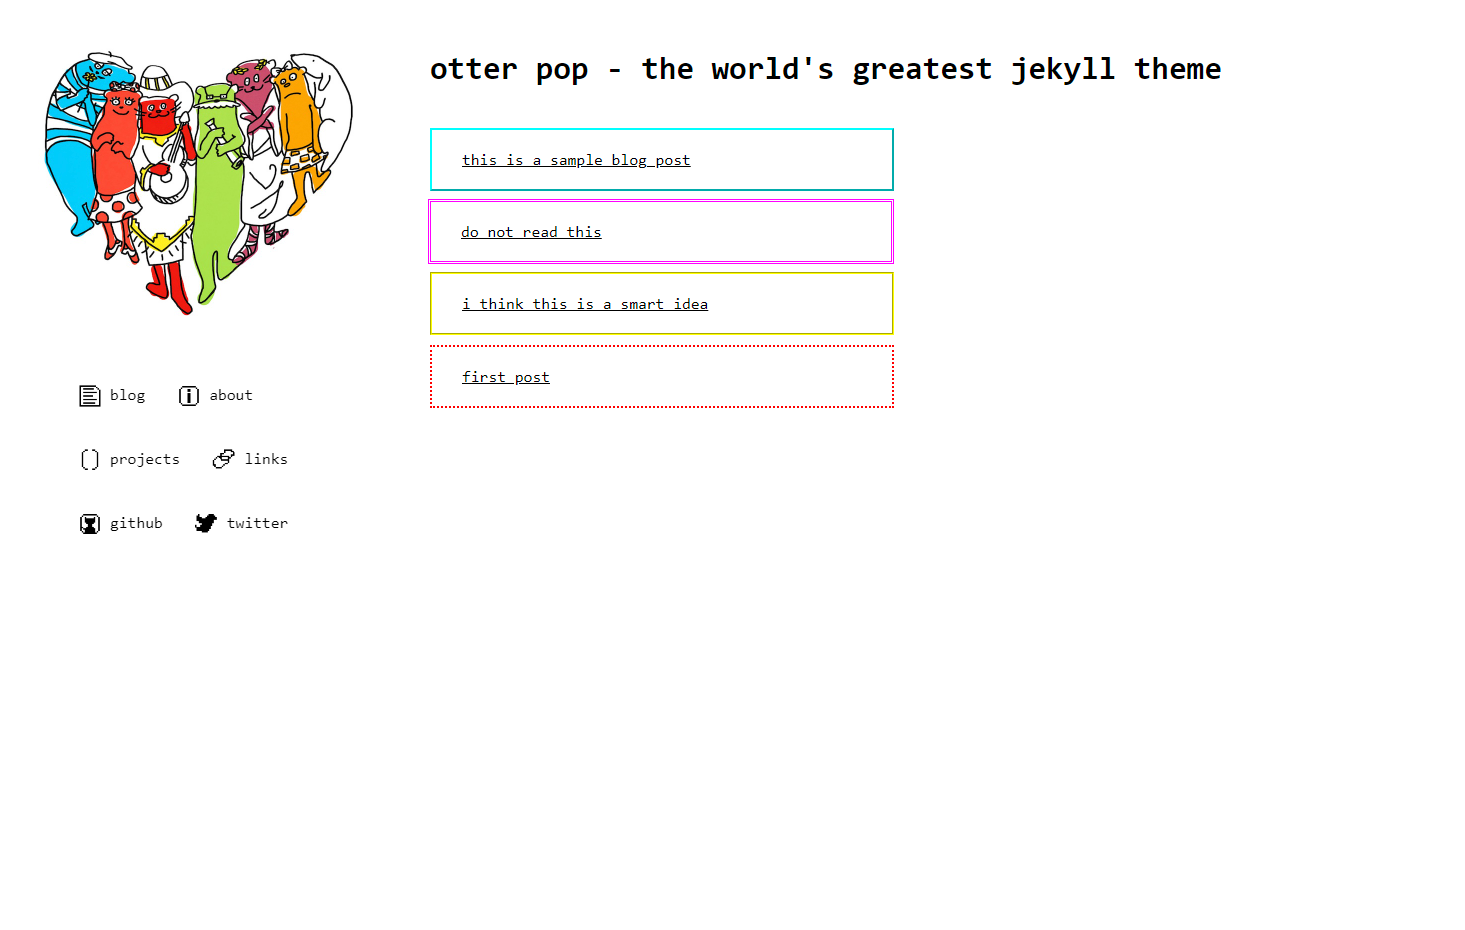 otter pop - the world's greatest jekyll theme
this is a sample blog post
do not read this
i think this is a smart idea
first post
blog about
projects links
github twitter